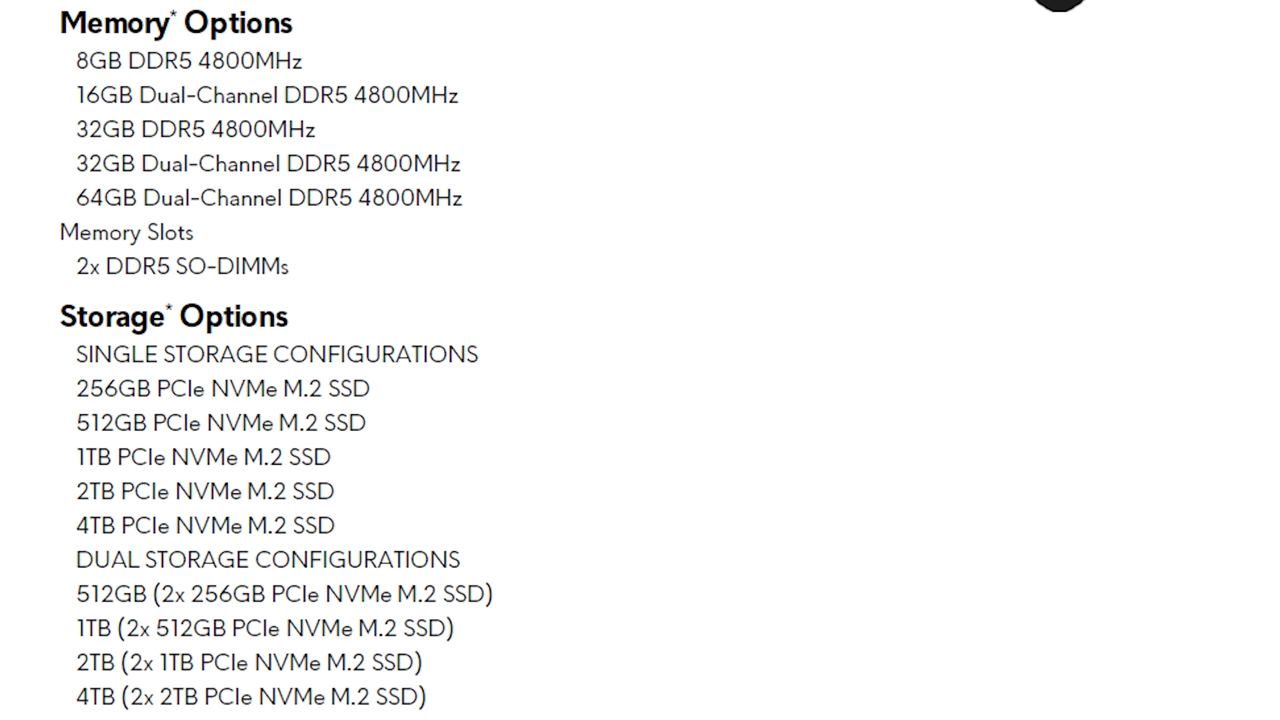 Memory* Options
8GB DDR5 4800MHz
16GB Dual-Channel DDR5 4800MHz
32GB DDR5 4800MHz
32GB Dual-Channel DDR5 4800MHz
64GB Dual-Channel DDR5 4800MHz
Memory Slots
2x DDR5 SO-DIMMs
Storage* Options
SINGLE STORAGE CONFIGURATIONS
256GB PCIe NVMe M.2 SSD
512GB PCIe NVMe M.2 SSD
1TB PCIe NVMe M.2 SSD
2TB PCIe NVMe M.2 SSD
4TB PCIe NVMe M.2 SSD
DUAL STORAGE CONFIGURATIONS
512GB (2x 256GB PCIe NVMe M.2 SSD)
1TB (2x 512GB PCIe NVMe M.2 SSD)
2TB (2x 1TB PCIe NVMe M.2 SSD)
4TB (2x 2TB PCIe NVMe M.2 SSD)